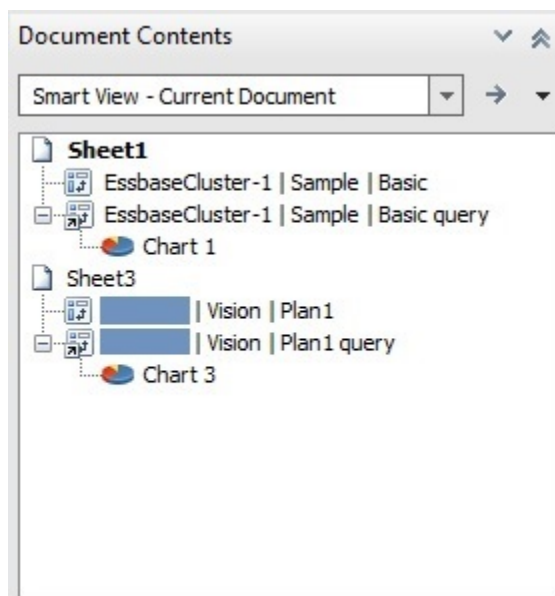 Document Contents
Smart View - Current Document
Sheet1
EssbaseCluster-1 | Sample | Basic
EssbaseCluster-1 | Sample | Basic query
Chart 1
Sheet3
| Vision | Plan1
| Vision | Plan1 query
Chart 3